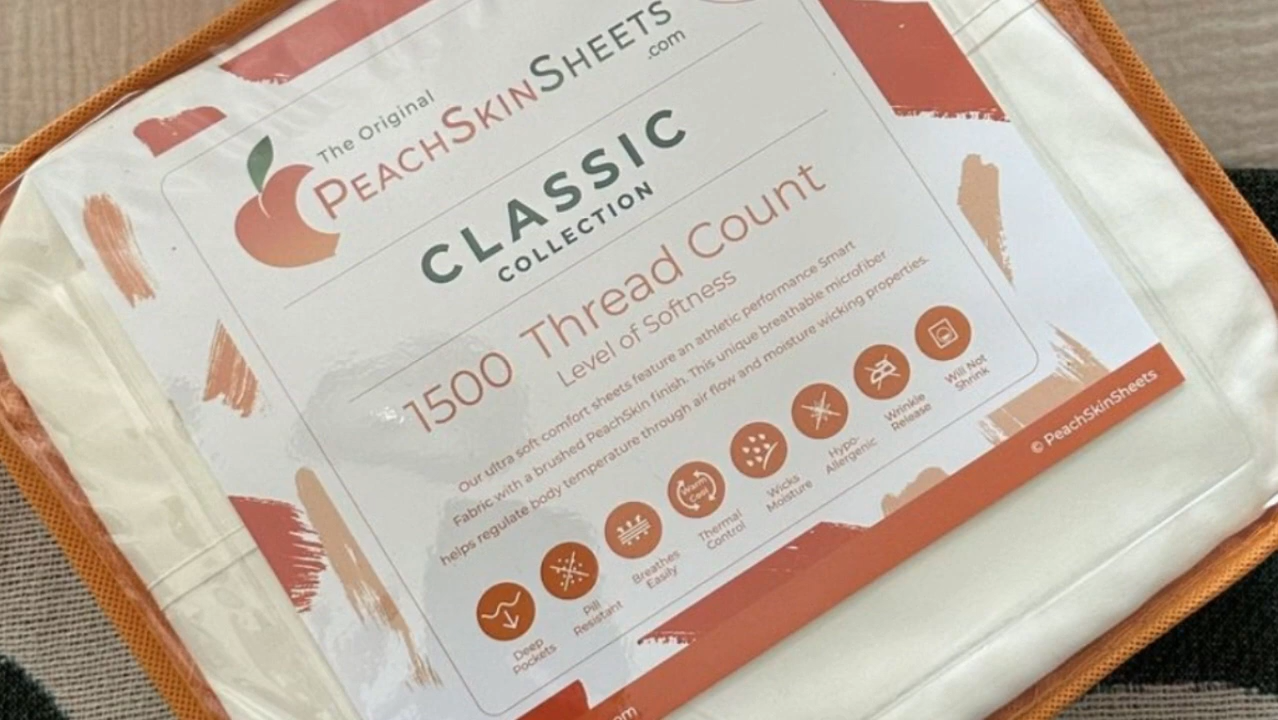 The Original
PEACHSKINSHEETS
.com
CLASSIC
COLLECTION
1500 Thread Count
Level of Softness
Our ultra soft comfort sheets feature an athletic performance Smart
Fabric with a brushed PeachSkin finish. This unique breathable microfiber
helps regulate body temperature through air flow and moisture wicking properties.
Deep
Pockets
Pill
Resistant
Breathes
Easily
Warm
Cool
Thermal
Control
Wicks
Moisture
Hypo-
Allergenic
Wrinkle
Release
Will Not
Shrink
© PeachSkinSheets
om